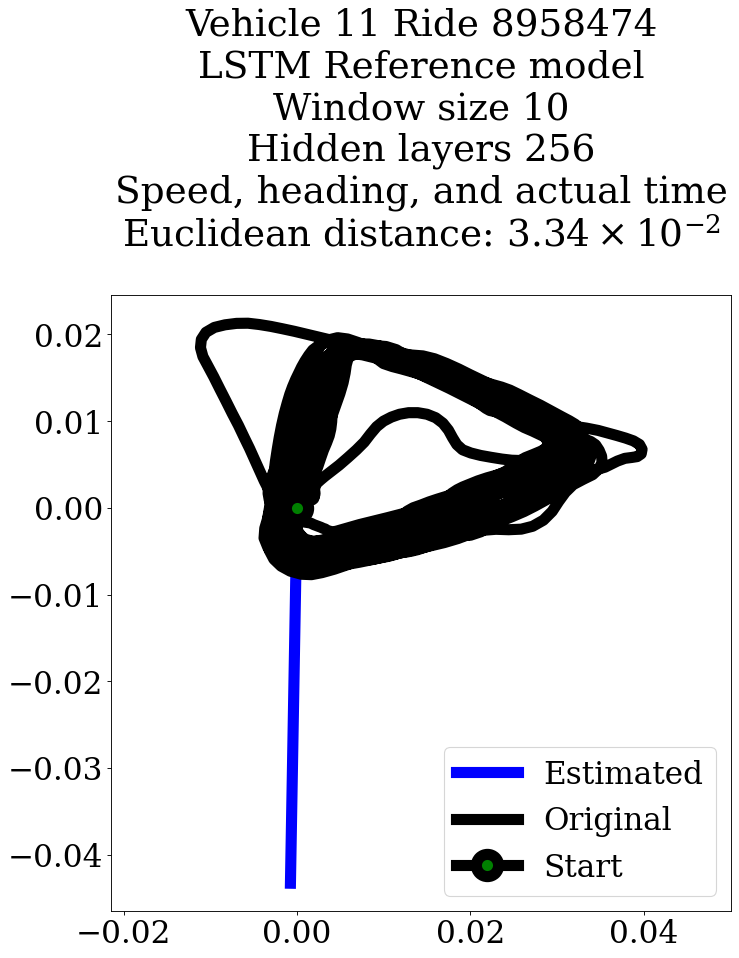 Vehicle 11 Ride 8958474
LSTM Reference model
Window size 10
Hidden layers 256
Speed, heading, and actual time
Euclidean distance: 3.34 × 10⁻²
0.02
0.01
0.00
−0.01
−0.02
−0.03
−0.04
Estimated
Original
Start
−0.02 0.00 0.02 0.04